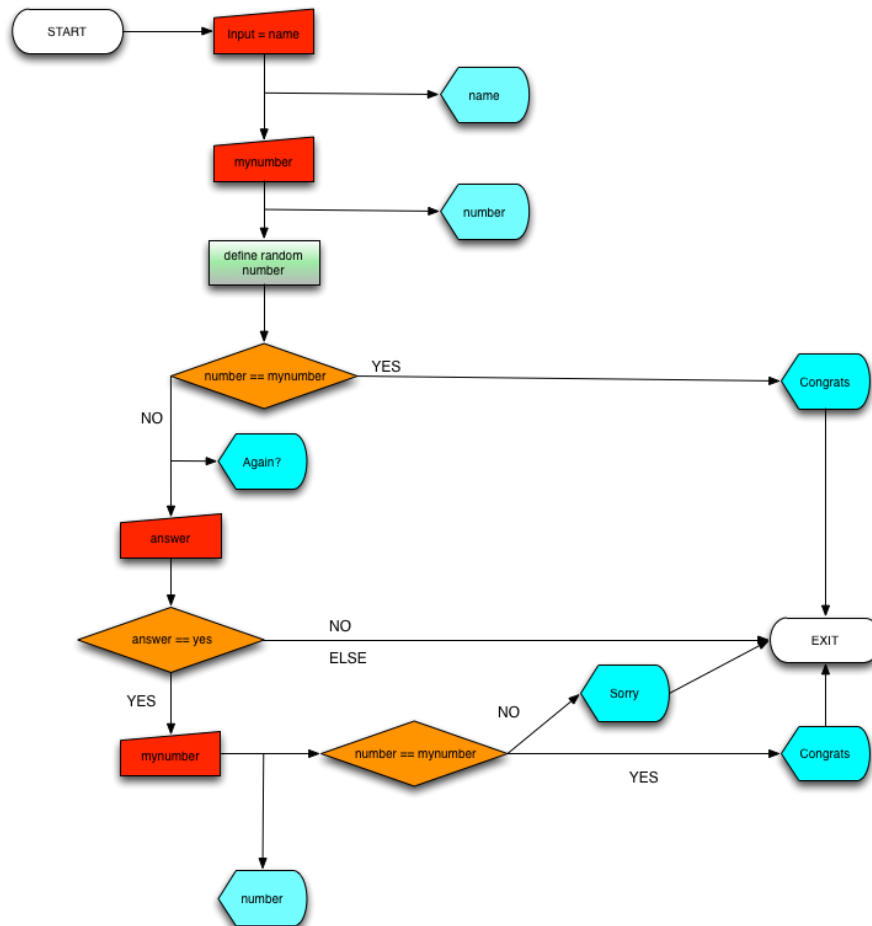 START
Input = name
name
mynumber
number
define random
number
number == mynumber
YES
Congrats
NO
Again?
answer
answer == yes
NO
ELSE
EXIT
YES
Sorry
NO
mynumber
number == mynumber
YES
Congrats
number